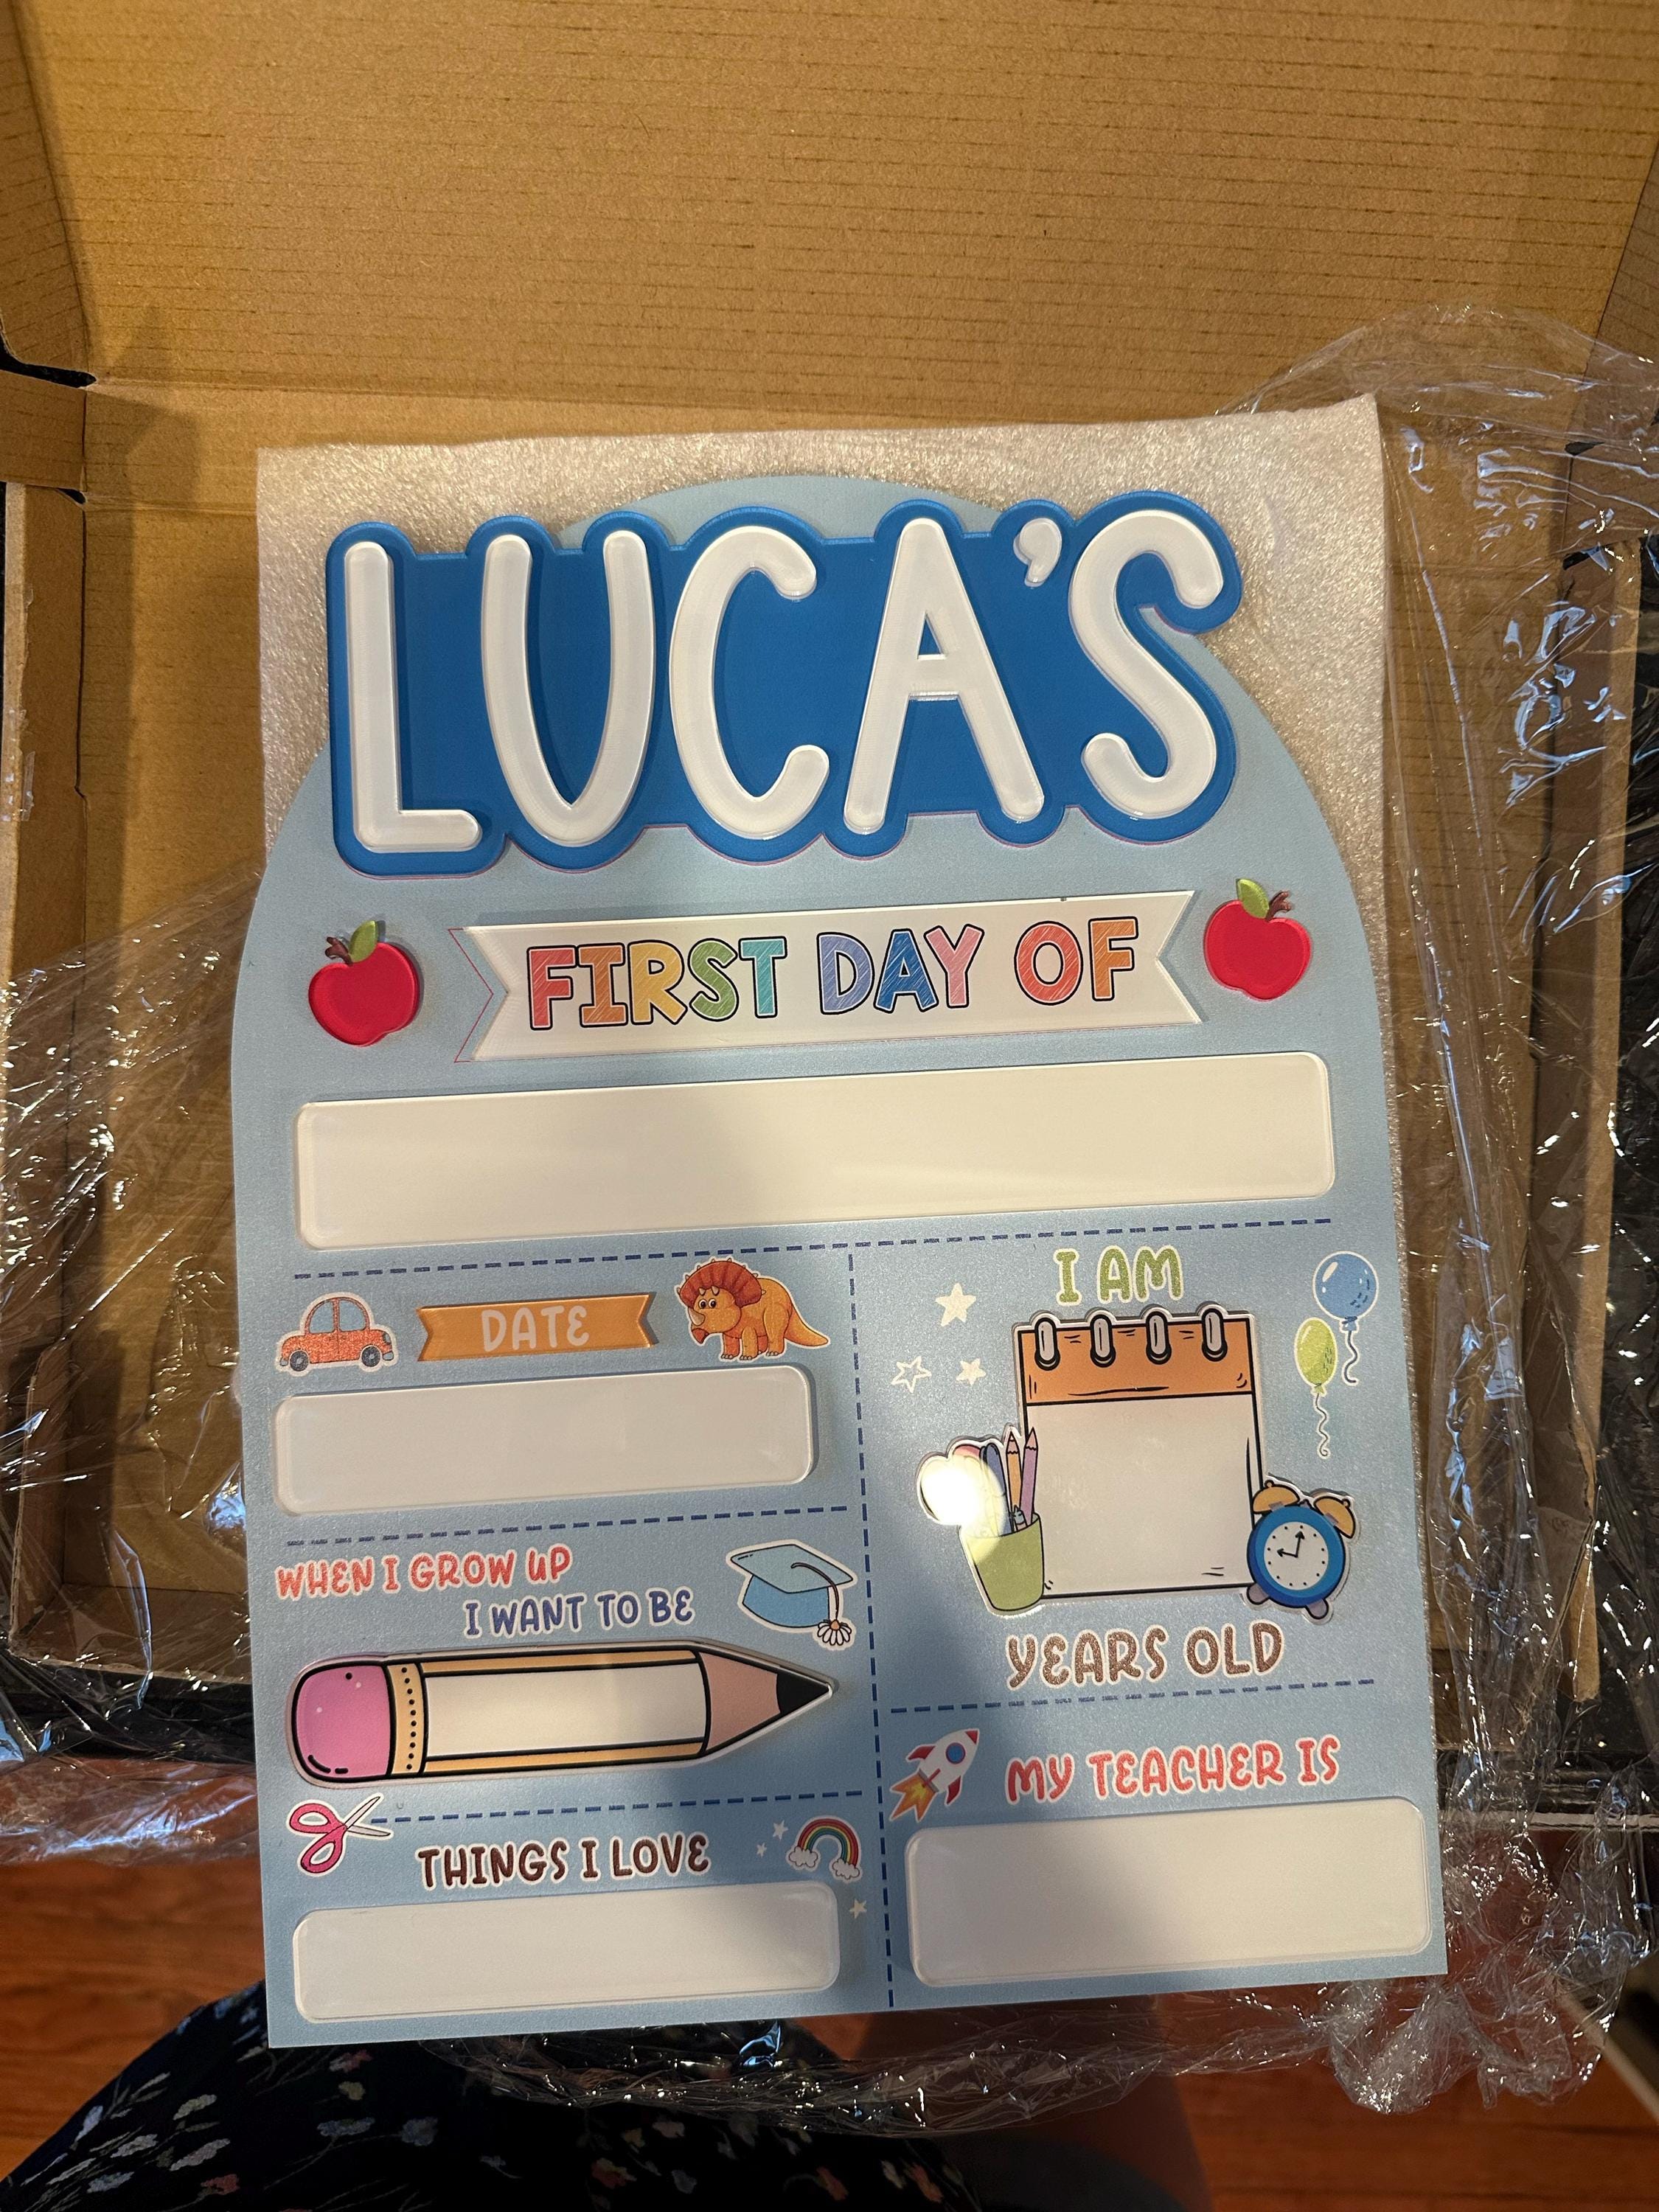 LUCA'S
FIRST DAY OF
DATE
I AM
YEARS OLD
WHEN I GROW UP
I WANT TO BE
MY TEACHER IS
THINGS I LOVE